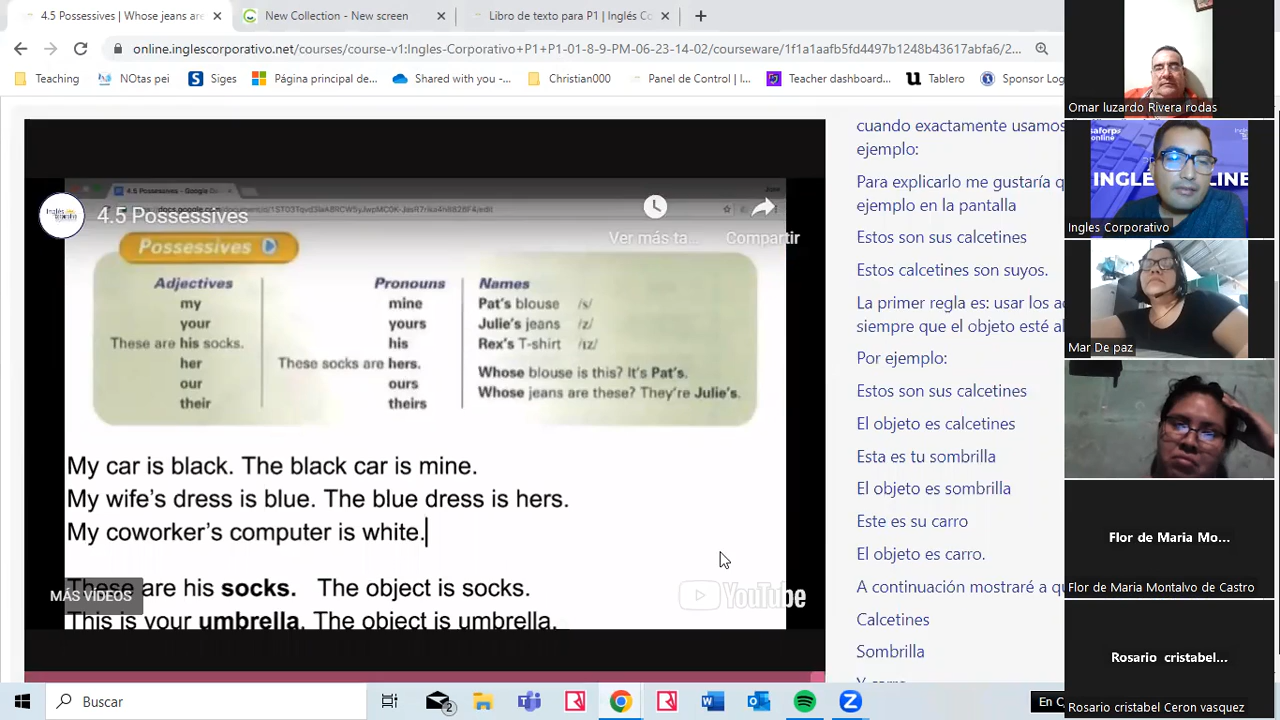 4.5 Possessives | Whose jeans are
New Collection - New screen
Libro de texto para P1 | Inglés Co
online.inglescorporativo.net/courses/course-v1:Ingles-Corporativo+P1+P1-01-8-9-PM-06-23-14-02/courseware/1f1a1aafb5fd4497b1248b43617abfa6/2...
Teaching
NOtas pei
Siges
Página principal de...
Shared with you -...
Christian000
Panel de Control | I...
Teacher dashboard...
Tablero
Sponsor Log
4.5 Possessives - Google Do
4.5 Possessives
Ver más ta...
Compartir
Possessives
Adjectives
my
your
These are his socks.
her
our
their
Pronouns
mine
yours
his
These socks are hers.
ours
theirs
Names
Pat's blouse /s/
Julie's jeans /z/
Rex's T-shirt /ɪz/
Whose blouse is this? It's Pat's.
Whose jeans are these? They're Julie's.
My car is black. The black car is mine.
My wife's dress is blue. The blue dress is hers.
My coworker's computer is white.
These are his socks. The object is socks.
This is your umbrella. The object is umbrella.
MÁS VÍDEOS
YouTube
cuando exactamente usamos
ejemplo:
Para explicarlo me gustaría q
ejemplo en la pantalla
Estos son sus calcetines
Estos calcetines son suyos.
La primer regla es: usar los ad
siempre que el objeto esté al
Por ejemplo:
Estos son sus calcetines
El objeto es calcetines
Esta es tu sombrilla
El objeto es sombrilla
Este es su carro
El objeto es carro.
A continuación mostraré a qu
Calcetines
Sombrilla
Y carro
Omar luzardo Rivera rodas
INGLÉ
LINE
Ingles Corporativo
Mar De paz
Flor de Maria Mo...
Flor de Maria Montalvo de Castro
Rosario cristabel...
Rosario cristabel Ceron vasquez
Buscar
2